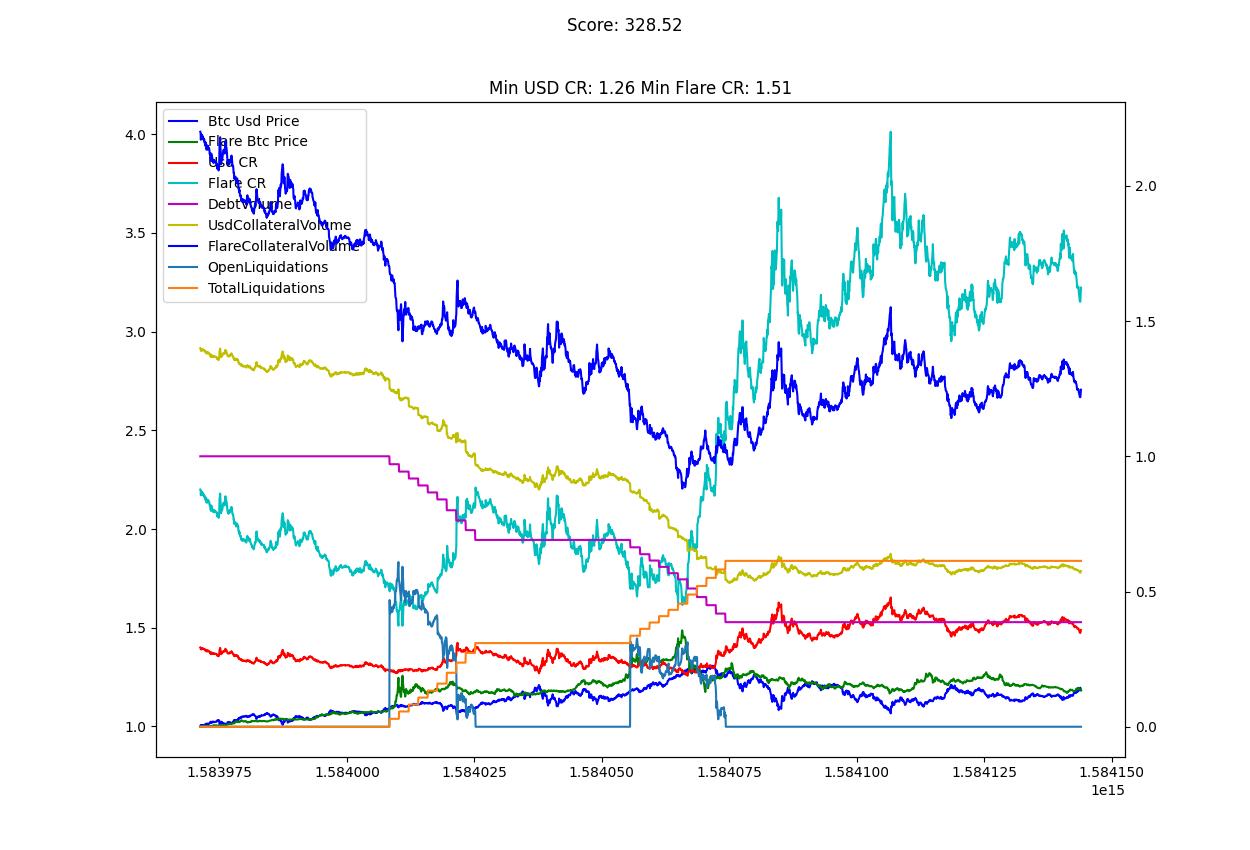 Score: 328.52
Min USD CR: 1.26 Min Flare CR: 1.51
Btc Usd Price
Flare Btc Price
Usd CR
Flare CR
DebtVolume
UsdCollateralVolume
FlareCollateralVolume
OpenLiquidations
TotalLiquidations
4.0
3.5
3.0
2.5
2.0
1.5
1.0
2.0
1.5
1.0
0.5
0.0
1.583975 1.584000 1.584025 1.584050 1.584075 1.584100 1.584125 1.584150
1e15